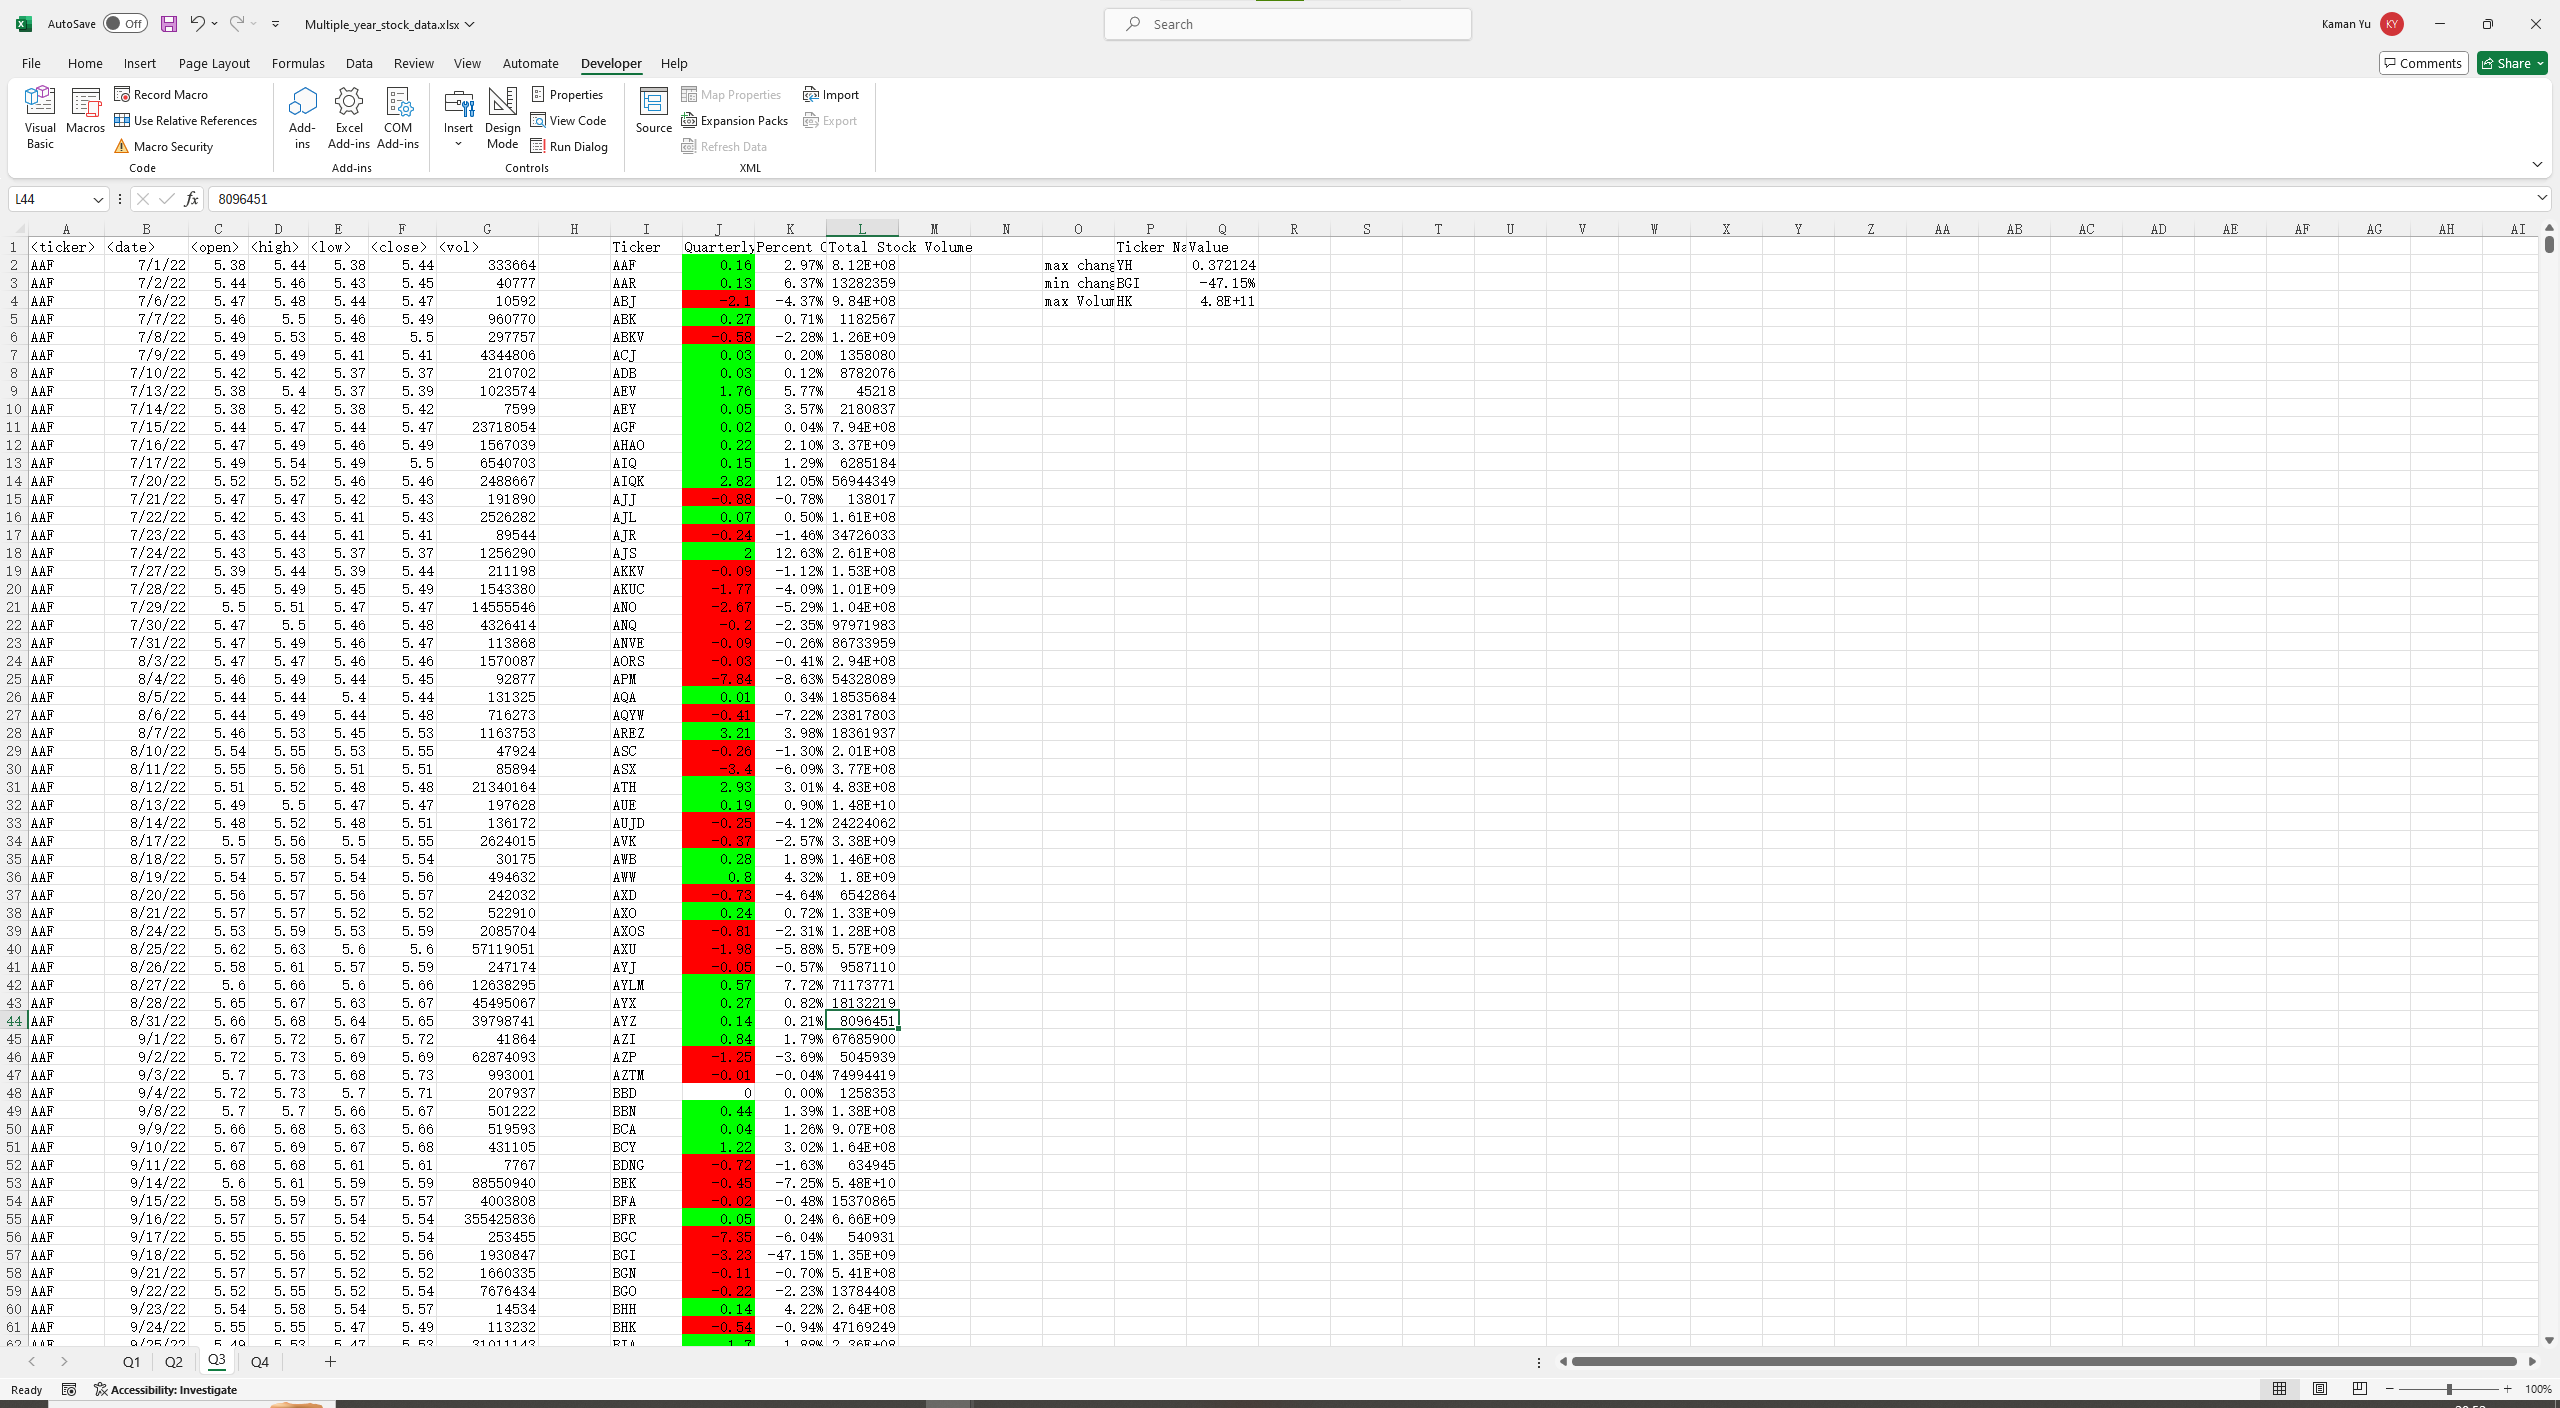 AutoSave Off Multiple_year_stock_data.xlsx Search Kaman Yu KY
File Home Insert Page Layout Formulas Data Review View Automate Developer Help Comments Share
Visual Basic Macros Record Macro Use Relative References Macro Security Code
Add-ins Excel Add-ins COM Add-ins Add-ins
Insert Design Mode Properties View Code Run Dialog Controls
Source Map Properties Expansion Packs Refresh Data Import Export XML
L44 fx 8096451
A B C D E F G H I J K L M N O P Q R S T U V W X Y Z AA AB AC AD AE AF AG AH AI
1 <ticker> <date> <open> <high> <low> <close> <vol> Ticker Quarterly Percent C Total Stock Volume Ticker Na Value
2 AAF 7/1/22 5.38 5.44 5.38 5.44 333664 AAF 0.16 2.97% 8.12E+08 max chang YH 0.372124
3 AAF 7/2/22 5.44 5.46 5.43 5.45 40777 AAR 0.13 6.37% 13282359 min chang BGI -47.15%
4 AAF 7/6/22 5.47 5.48 5.44 5.47 10592 ABJ -2.1 -4.37% 9.84E+08 max Volum HK 4.8E+11
5 AAF 7/7/22 5.46 5.5 5.46 5.49 960770 ABK 0.27 0.71% 1182567
6 AAF 7/8/22 5.49 5.53 5.48 5.5 297757 ABKV -0.58 -2.28% 1.26E+09
7 AAF 7/9/22 5.49 5.49 5.41 5.41 4344806 ACJ 0.03 0.20% 1358080
8 AAF 7/10/22 5.42 5.42 5.37 5.37 210702 ADB 0.03 0.12% 8782076
9 AAF 7/13/22 5.38 5.4 5.37 5.39 1023574 AEV 1.76 5.77% 45218
10 AAF 7/14/22 5.38 5.42 5.38 5.42 7599 AEY 0.05 3.57% 2180837
11 AAF 7/15/22 5.44 5.47 5.44 5.47 23718054 AGF 0.02 0.04% 7.94E+08
12 AAF 7/16/22 5.47 5.49 5.46 5.49 1567039 AHAO 0.22 2.10% 3.37E+09
13 AAF 7/17/22 5.49 5.54 5.49 5.5 6540703 AIQ 0.15 1.29% 6285184
14 AAF 7/20/22 5.52 5.52 5.46 5.46 2488667 AIQK 2.82 12.05% 56944349
15 AAF 7/21/22 5.47 5.47 5.42 5.43 191890 AJJ -0.88 -0.78% 138017
16 AAF 7/22/22 5.42 5.43 5.41 5.43 2526282 AJL 0.07 0.50% 1.61E+08
17 AAF 7/23/22 5.43 5.44 5.41 5.41 89544 AJR -0.24 -1.46% 34726033
18 AAF 7/24/22 5.43 5.43 5.37 5.37 1256290 AJS 2 12.63% 2.61E+08
19 AAF 7/27/22 5.39 5.44 5.39 5.44 211198 AKKV -0.09 -1.12% 1.53E+08
20 AAF 7/28/22 5.45 5.49 5.45 5.49 1543380 AKUC -1.77 -4.09% 1.01E+09
21 AAF 7/29/22 5.5 5.51 5.47 5.47 14555546 ANO -2.67 -5.29% 1.04E+08
22 AAF 7/30/22 5.47 5.5 5.46 5.48 4326414 ANQ -0.2 -2.35% 97971983
23 AAF 7/31/22 5.47 5.49 5.46 5.47 113868 ANVE -0.09 -0.26% 86733959
24 AAF 8/3/22 5.47 5.47 5.46 5.46 1570087 AORS -0.03 -0.41% 2.94E+08
25 AAF 8/4/22 5.46 5.49 5.44 5.45 92877 APM -7.84 -8.63% 54328089
26 AAF 8/5/22 5.44 5.44 5.4 5.44 131325 AQA 0.01 0.34% 18535684
27 AAF 8/6/22 5.44 5.49 5.44 5.48 716273 AQYW -0.41 -7.22% 23817803
28 AAF 8/7/22 5.46 5.53 5.45 5.53 1163753 AREZ 3.21 3.98% 18361937
29 AAF 8/10/22 5.54 5.55 5.53 5.55 47924 ASC -0.26 -1.30% 2.01E+08
30 AAF 8/11/22 5.55 5.56 5.51 5.51 85894 ASX -3.4 -6.09% 3.77E+08
31 AAF 8/12/22 5.51 5.52 5.48 5.48 21340164 ATH 2.93 3.01% 4.83E+08
32 AAF 8/13/22 5.49 5.5 5.47 5.47 197628 AUE 0.19 0.90% 1.48E+10
33 AAF 8/14/22 5.48 5.52 5.48 5.51 136172 AUJD -0.25 -4.12% 24224062
34 AAF 8/17/22 5.5 5.56 5.5 5.55 2624015 AVK -0.37 -2.57% 3.38E+09
35 AAF 8/18/22 5.57 5.58 5.54 5.54 30175 AWB 0.28 1.89% 1.46E+08
36 AAF 8/19/22 5.54 5.57 5.54 5.56 494632 AWW 0.8 4.32% 1.8E+09
37 AAF 8/20/22 5.56 5.57 5.56 5.57 242032 AXD -0.73 -4.64% 6542864
38 AAF 8/21/22 5.57 5.57 5.52 5.52 522910 AXO 0.24 0.72% 1.33E+09
39 AAF 8/24/22 5.53 5.59 5.53 5.59 2085704 AXOS -0.81 -2.31% 1.28E+08
40 AAF 8/25/22 5.62 5.63 5.6 5.6 57119051 AXU -1.98 -5.88% 5.57E+09
41 AAF 8/26/22 5.58 5.61 5.57 5.59 247174 AYJ -0.05 -0.57% 9587110
42 AAF 8/27/22 5.6 5.66 5.6 5.66 12638295 AYLM 0.57 7.72% 71173771
43 AAF 8/28/22 5.65 5.67 5.63 5.67 45495067 AYX 0.27 0.82% 18132219
44 AAF 8/31/22 5.66 5.68 5.64 5.65 39798741 AYZ 0.14 0.21% 8096451
45 AAF 9/1/22 5.67 5.72 5.67 5.72 41864 AZI 0.84 1.79% 67685900
46 AAF 9/2/22 5.72 5.73 5.69 5.69 62874093 AZP -1.25 -3.69% 5045939
47 AAF 9/3/22 5.7 5.73 5.68 5.73 993001 AZTM -0.01 -0.04% 74994419
48 AAF 9/4/22 5.72 5.73 5.7 5.71 207937 BBD 0 0.00% 1258353
49 AAF 9/8/22 5.7 5.7 5.66 5.67 501222 BBN 0.44 1.39% 1.38E+08
50 AAF 9/9/22 5.66 5.68 5.63 5.66 519593 BCA 0.04 1.26% 9.07E+08
51 AAF 9/10/22 5.67 5.69 5.67 5.68 431105 BCY 1.22 3.02% 1.64E+08
52 AAF 9/11/22 5.68 5.68 5.61 5.61 7767 BDNG -0.72 -1.63% 634945
53 AAF 9/14/22 5.6 5.61 5.59 5.59 88550940 BEK -0.45 -7.25% 5.48E+10
54 AAF 9/15/22 5.58 5.59 5.57 5.57 4003808 BFA -0.02 -0.48% 15370865
55 AAF 9/16/22 5.57 5.57 5.54 5.54 355425836 BFR 0.05 0.24% 6.66E+09
56 AAF 9/17/22 5.55 5.55 5.52 5.54 253455 BGC -7.35 -6.04% 540931
57 AAF 9/18/22 5.52 5.56 5.52 5.56 1930847 BGI -3.23 -47.15% 1.35E+09
58 AAF 9/21/22 5.57 5.57 5.52 5.52 1660335 BGN -0.11 -0.70% 5.41E+08
59 AAF 9/22/22 5.52 5.55 5.52 5.54 7676434 BGO -0.22 -2.23% 13784408
60 AAF 9/23/22 5.54 5.58 5.54 5.57 14534 BHH 0.14 4.22% 2.64E+08
61 AAF 9/24/22 5.55 5.55 5.47 5.49 113232 BHK -0.54 -0.94% 47169249
62 AAF 9/25/22 5.49 5.53 5.47 5.53 31011143 BIA 1.7 1.88% 2.36E+08
Q1 Q2 Q3 Q4
Ready Accessibility: Investigate 100%